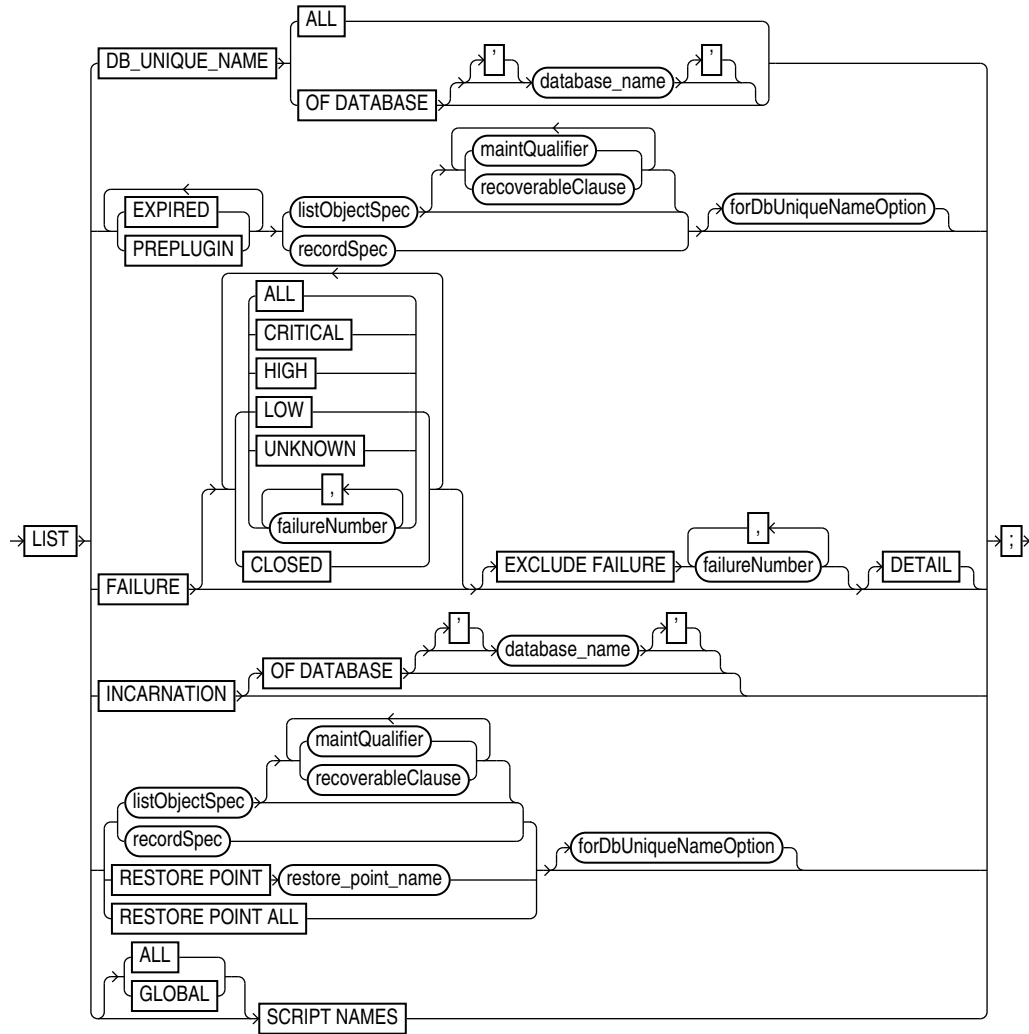 ALL
DB_UNIQUE_NAME
' '
OF DATABASE database_name
maintQualifier
recoverableClause
EXPIRED
PREPLUGIN
listObjectSpec
recordSpec
forDbUniqueNameOption
ALL
CRITICAL
HIGH
LOW
UNKNOWN
,
failureNumber
CLOSED
LIST
;
FAILURE
EXCLUDE FAILURE
,
failureNumber
DETAIL
INCARNATION
OF DATABASE
' database_name '
maintQualifier
recoverableClause
listObjectSpec
recordSpec
RESTORE POINT restore_point_name
RESTORE POINT ALL
forDbUniqueNameOption
ALL
GLOBAL
SCRIPT NAMES